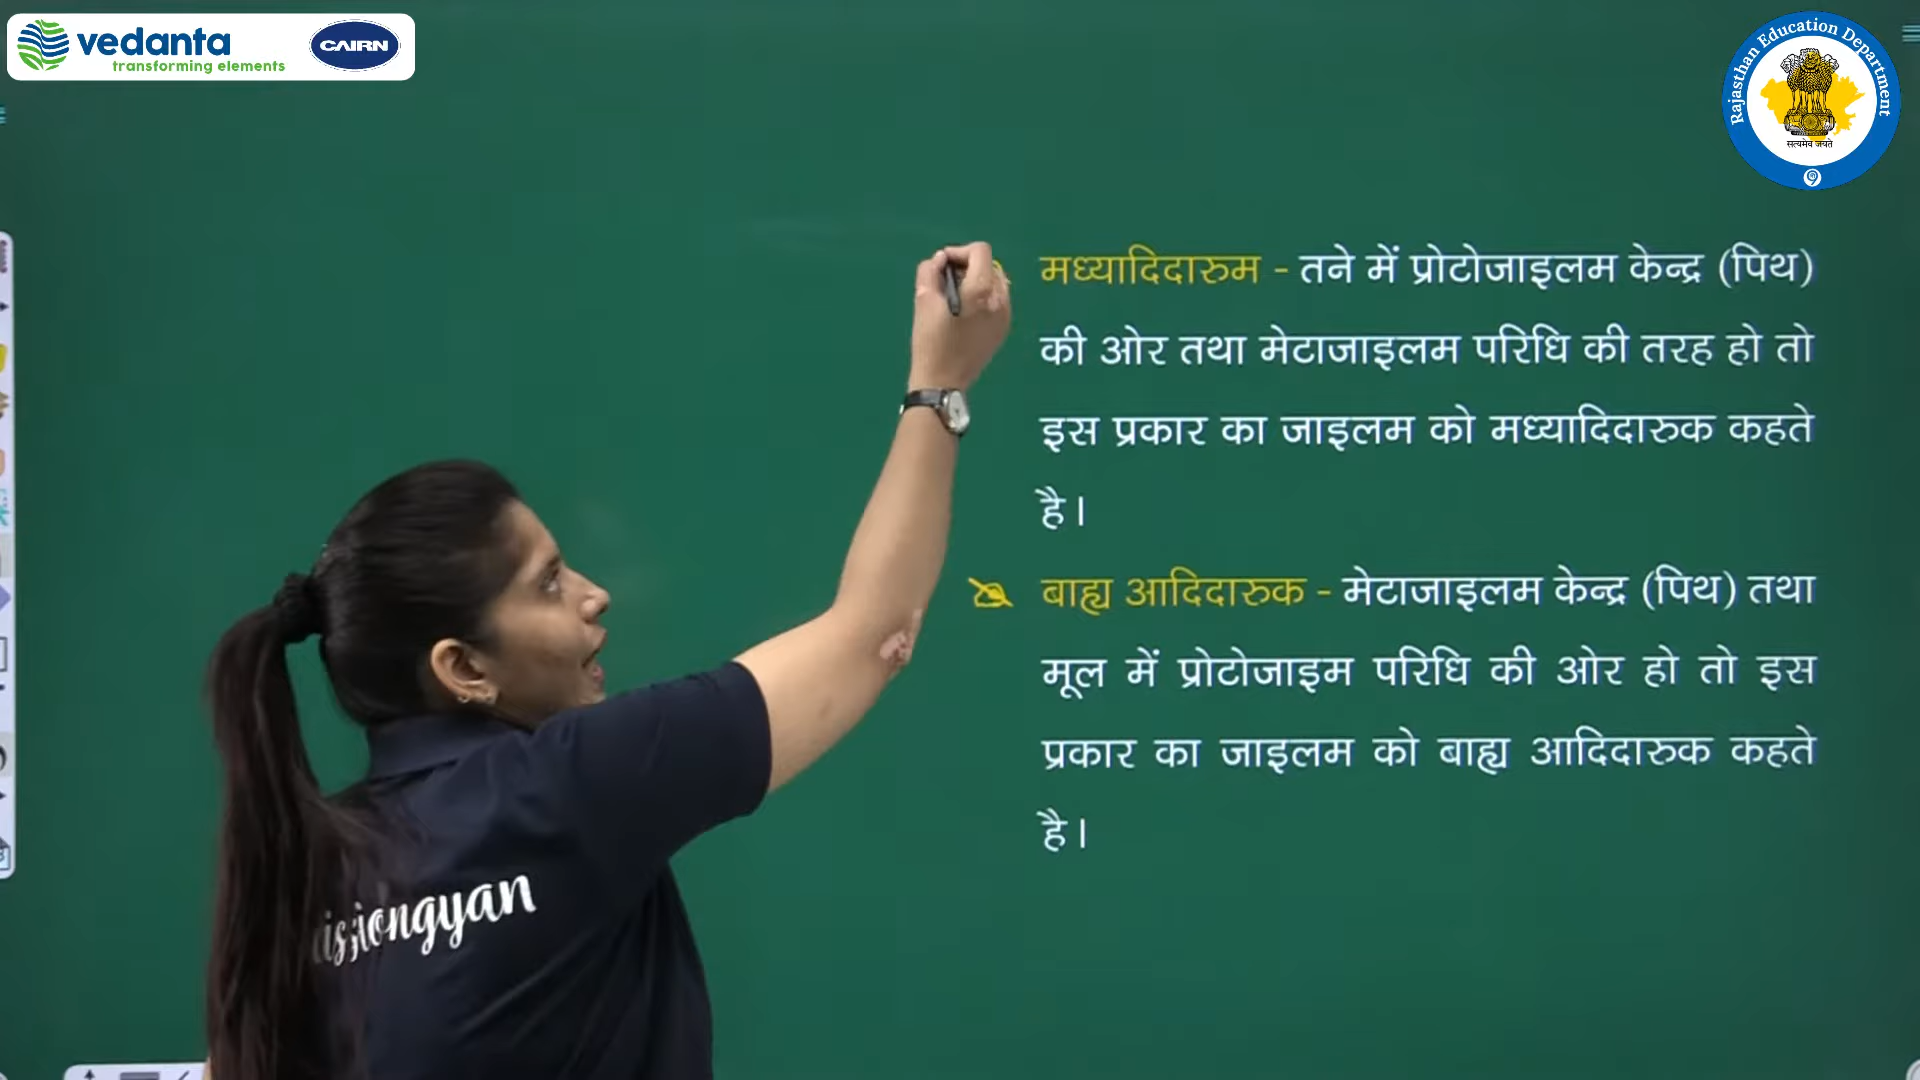 vedanta
transforming elements
CAIRN
Rajasthan Education Department
सत्यमेव जयते
मध्यादिदारुम - तने में प्रोटोजाइलम केन्द्र (पिथ)
की ओर तथा मेटाजाइलम परिधि की तरह हो तो
इस प्रकार का जाइलम को मध्यादिदारुक कहते
है।
बाह्य आदिदारुक - मेटाजाइलम केन्द्र (पिथ) तथा
मूल में प्रोटोजाइम परिधि की ओर हो तो इस
प्रकार का जाइलम को बाह्य आदिदारुक कहते
है।
issiongyan